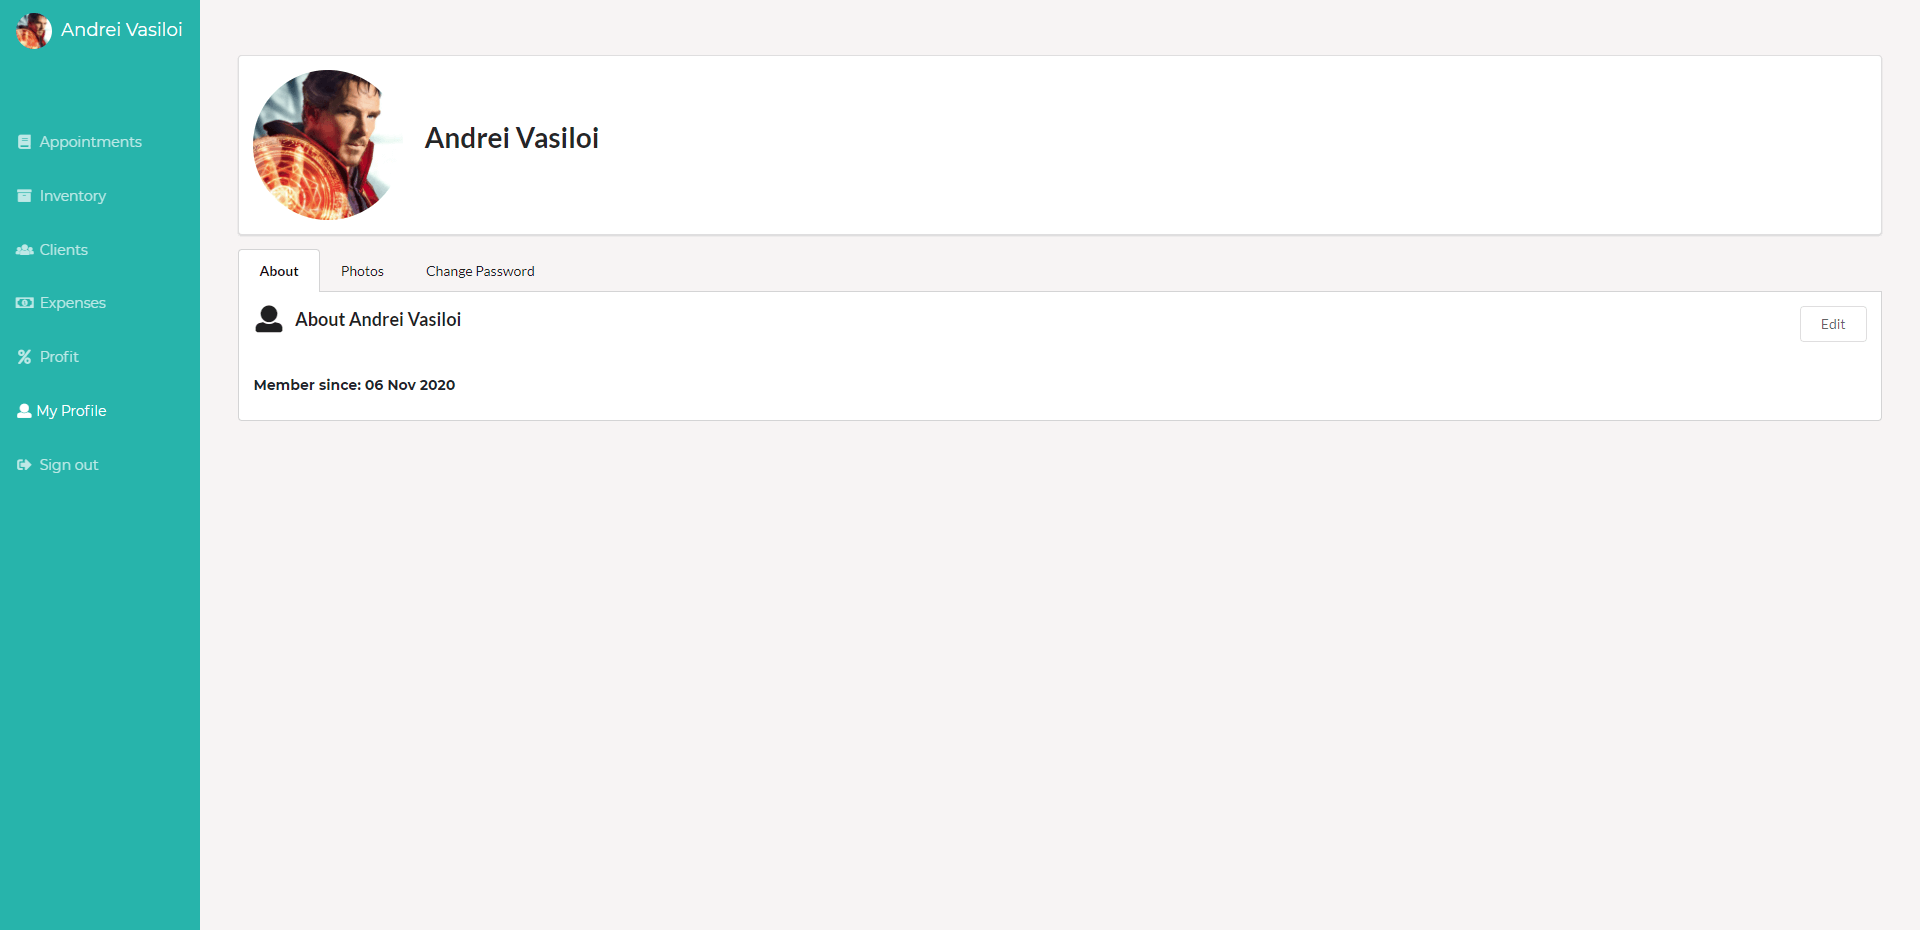 Andrei Vasiloi
Appointments
Inventory
Clients
Expenses
Profit
My Profile
Sign out
Andrei Vasiloi
About
Photos
Change Password
About Andrei Vasiloi
Edit
Member since: 06 Nov 2020